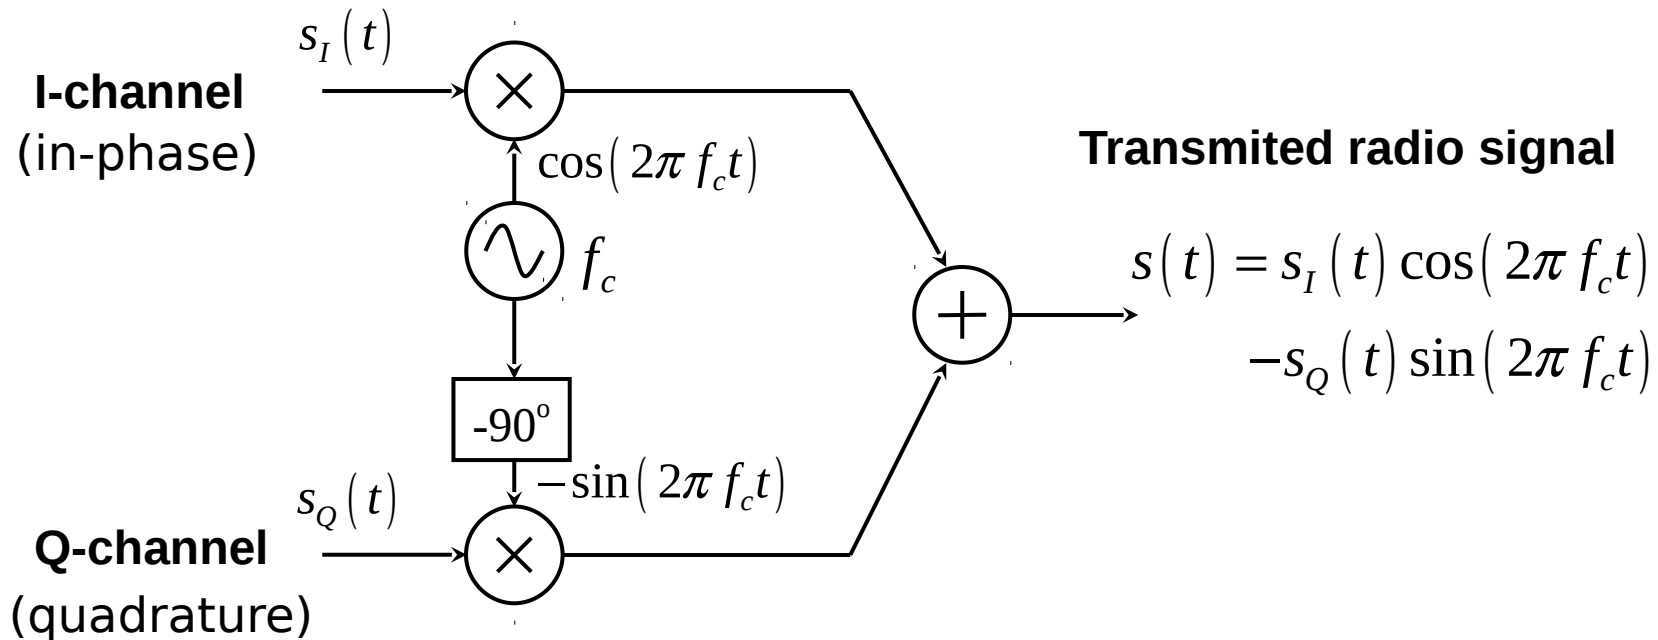 s_I(t)
I-channel
(in-phase)
cos(2π f_c t)
f_c
-90°
−sin(2π f_c t)
s_Q(t)
Q-channel
(quadrature)
Transmited radio signal
s(t) = s_I(t) cos(2π f_c t)
−s_Q(t) sin(2π f_c t)